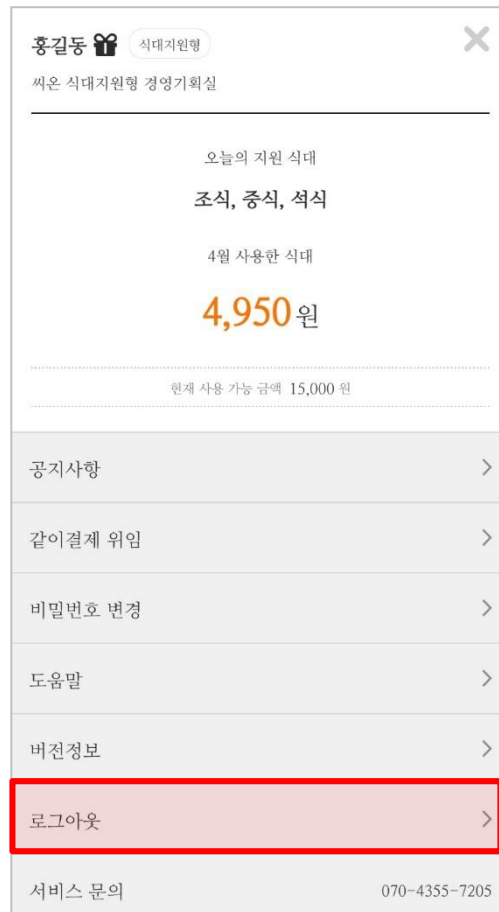 홍길동 식대지원형
씨온 식대지원형 경영기획실
오늘의 지원 식대
조식, 중식, 석식
4월 사용한 식대
4,950 원
현재 사용 가능 금액 15,000 원
공지사항
같이결제 위임
비밀번호 변경
도움말
버전정보
로그아웃
서비스 문의 070-4355-7205